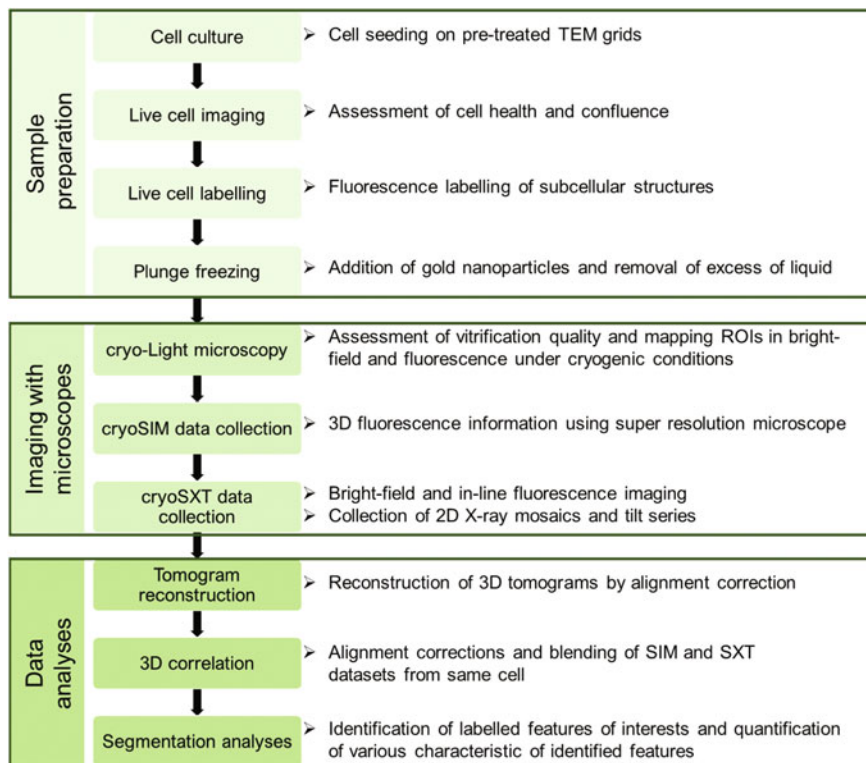 Sample
preparation
Cell culture
➢ Cell seeding on pre-treated TEM grids
Live cell imaging
➢ Assessment of cell health and confluence
Live cell labelling
➢ Fluorescence labelling of subcellular structures
Plunge freezing
➢ Addition of gold nanoparticles and removal of excess of liquid
Imaging with
microscopes
cryo-Light microscopy
➢ Assessment of vitrification quality and mapping ROIs in bright-
field and fluorescence under cryogenic conditions
cryoSIM data collection
➢ 3D fluorescence information using super resolution microscope
cryoSXT data
collection
➢ Bright-field and in-line fluorescence imaging
➢ Collection of 2D X-ray mosaics and tilt series
Data
analyses
Tomogram
reconstruction
➢ Reconstruction of 3D tomograms by alignment correction
3D correlation
➢ Alignment corrections and blending of SIM and SXT
datasets from same cell
Segmentation analyses
➢ Identification of labelled features of interests and quantification
of various characteristic of identified features